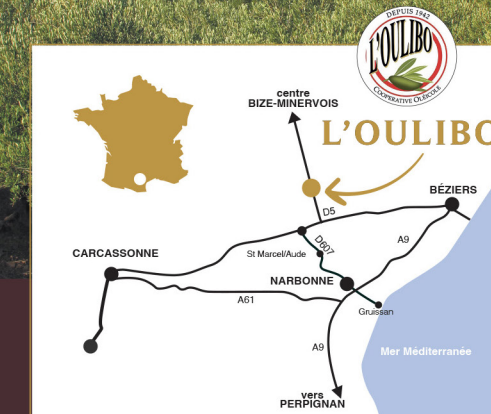 DEPUIS 1942
L'OULIBO
COOPÉRATIVE OLÉICOLE
centre
BIZE-MINERVOIS
L'OULIBO
BÉZIERS
D5
D607
A9
St Marcel/Aude
CARCASSONNE
NARBONNE
A61
Gruissan
A9
Mer Méditerranée
vers
PERPIGNAN